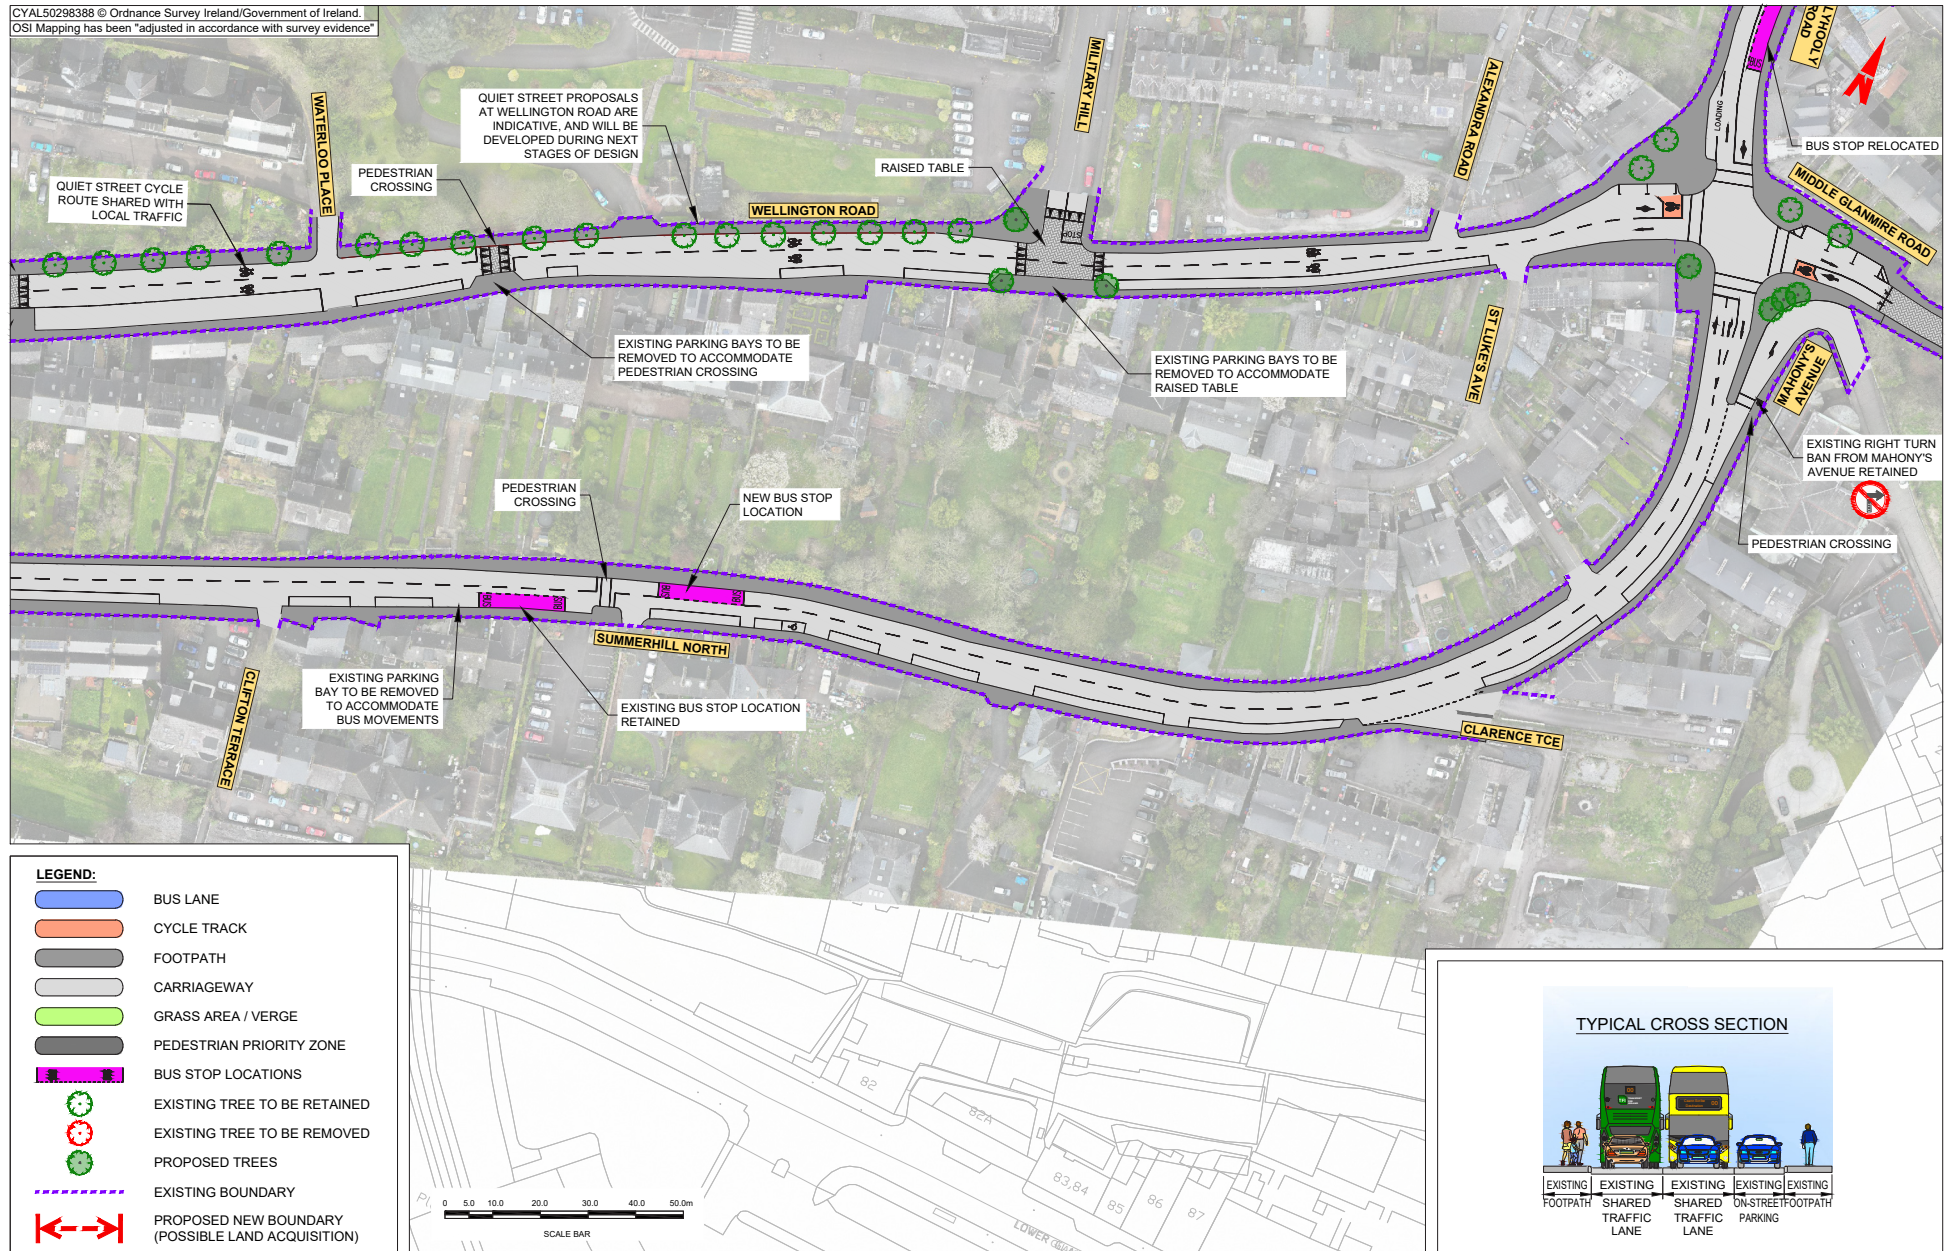 CYAL50298388 © Ordnance Survey Ireland/Government of Ireland.
OSI Mapping has been "adjusted in accordance with survey evidence"
WATERLOO PLACE
QUIET STREET CYCLE
ROUTE SHARED WITH
LOCAL TRAFFIC
PEDESTRIAN
CROSSING
QUIET STREET PROPOSALS
AT WELLINGTON ROAD ARE
INDICATIVE, AND WILL BE
DEVELOPED DURING NEXT
STAGES OF DESIGN
WELLINGTON ROAD
RAISED TABLE
MILITARY HILL
STOP
ALEXANDRA ROAD
LYHOOLY
ROAD
BUS
LOADING
N
BUS STOP RELOCATED
MIDDLE GLANMIRE ROAD
EXISTING PARKING BAYS TO BE
REMOVED TO ACCOMMODATE
PEDESTRIAN CROSSING
EXISTING PARKING BAYS TO BE
REMOVED TO ACCOMMODATE
RAISED TABLE
ST LUKE'S AVE
MAHONY'S
AVENUE
EXISTING RIGHT TURN
BAN FROM MAHONY'S
AVENUE RETAINED
PEDESTRIAN CROSSING
PEDESTRIAN
CROSSING
NEW BUS STOP
LOCATION
BUS
BUS
BUS
BUS
SUMMERHILL NORTH
CLIFTON TERRACE
EXISTING PARKING
BAY TO BE REMOVED
TO ACCOMMODATE
BUS MOVEMENTS
EXISTING BUS STOP LOCATION
RETAINED
CLARENCE TCE
LEGEND:
BUS LANE
CYCLE TRACK
FOOTPATH
CARRIAGEWAY
GRASS AREA / VERGE
PEDESTRIAN PRIORITY ZONE
BUS STOP LOCATIONS
EXISTING TREE TO BE RETAINED
EXISTING TREE TO BE REMOVED
PROPOSED TREES
EXISTING BOUNDARY
PROPOSED NEW BOUNDARY
(POSSIBLE LAND ACQUISITION)
82
82A
83,84
85
86
87
0 5.0 10.0 20.0 30.0 40.0 50.0m
SCALE BAR
TYPICAL CROSS SECTION
EXISTING
FOOTPATH
EXISTING
SHARED
TRAFFIC
LANE
EXISTING
SHARED
TRAFFIC
LANE
EXISTING
ON-STREET
PARKING
EXISTING
FOOTPATH